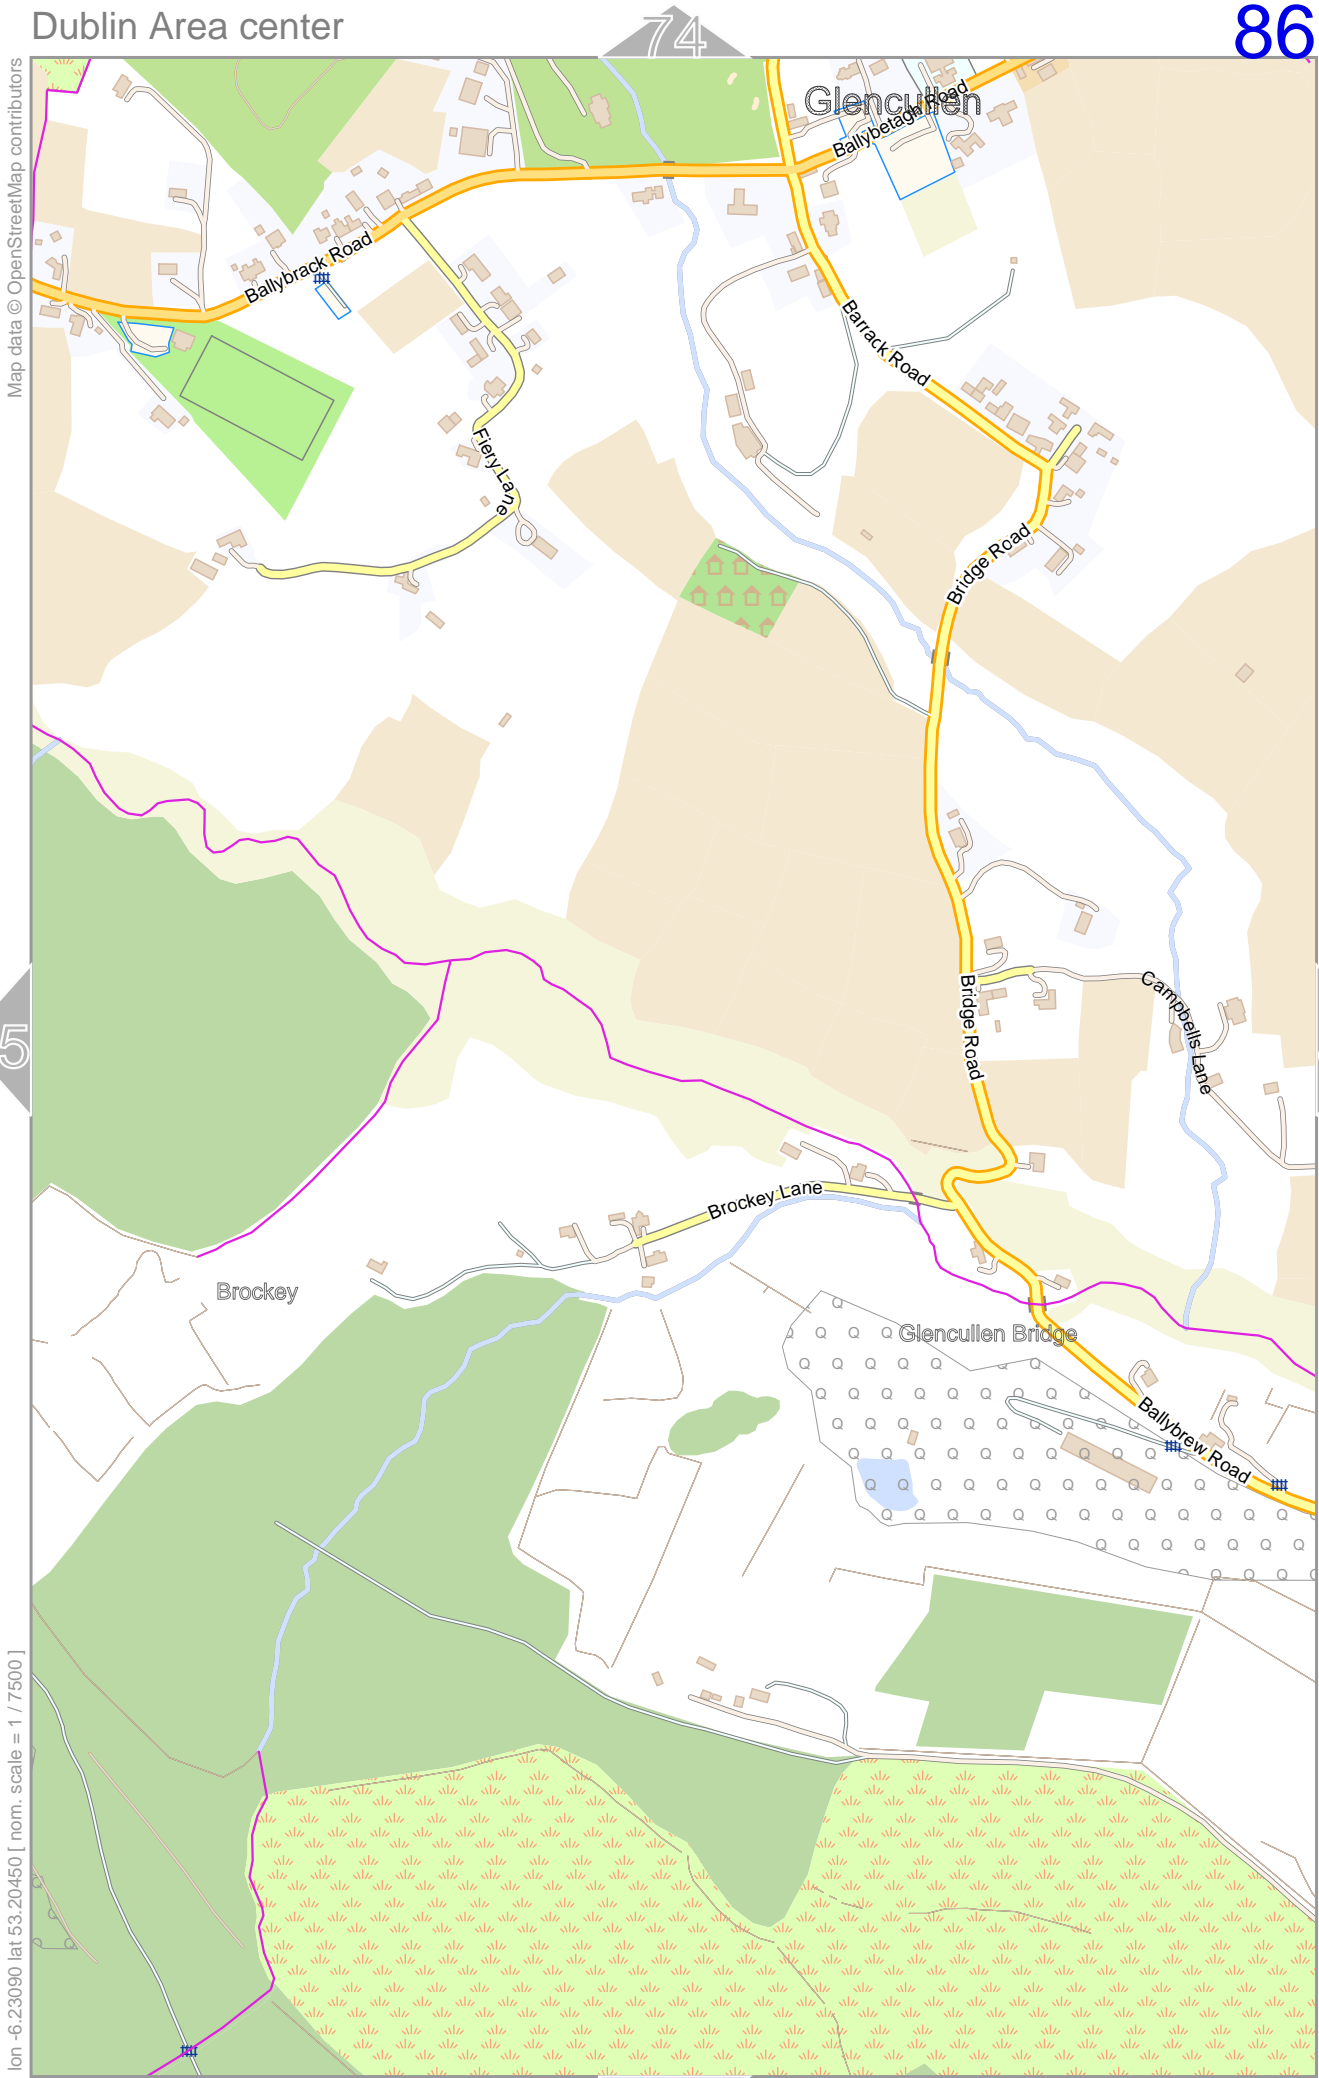 Dublin Area center
74
86
Map data © OpenStreetMap contributors
Glencullen
Ballybetagh Road
Ballybrack Road
Barrack Road
Fiery Lane
Bridge Road
5
Bridge Road
Campbells Lane
Brockey Lane
Brockey
Glencullen Bridge
Ballybrew Road
lon -6.23090 lat 53.20450 [ nom. scale = 1 / 7500 ]